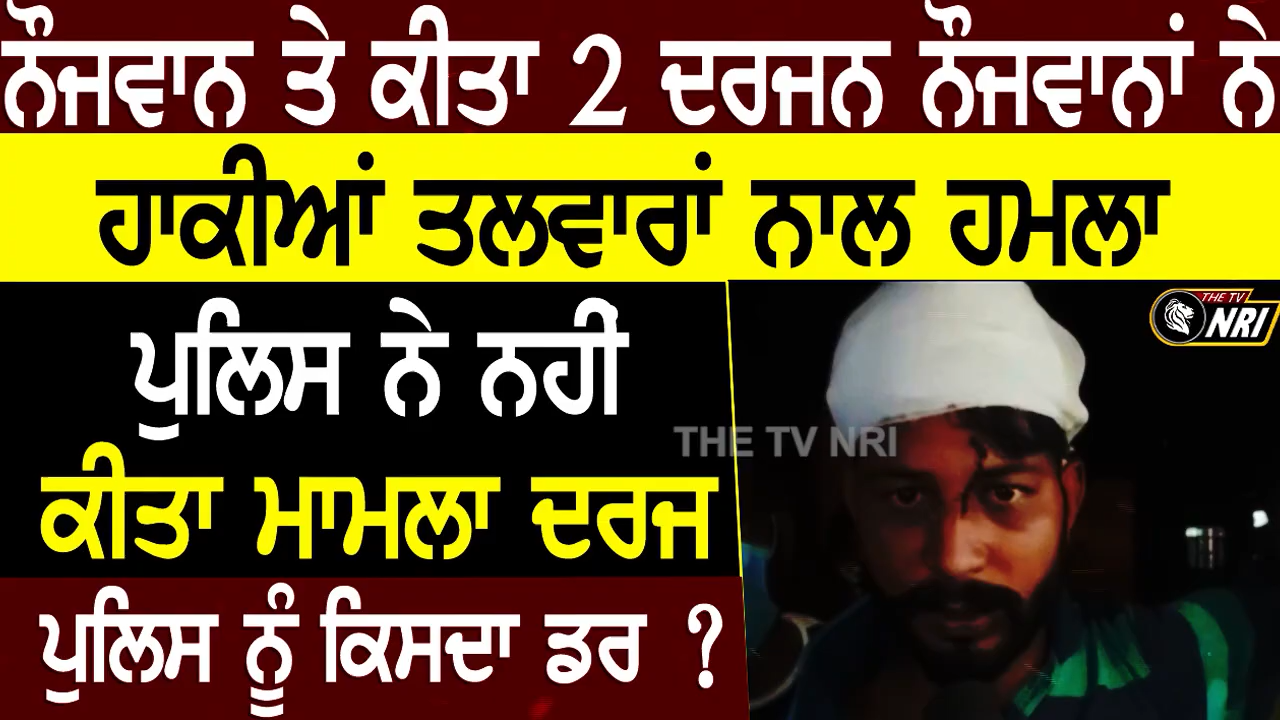 ਨੌਜਵਾਨ ਤੇ ਕੀਤਾ 2 ਦਰਜਨ ਨੌਜਵਾਨਾਂ ਨੇ
ਹਾਕੀਆਂ ਤਲਵਾਰਾਂ ਨਾਲ ਹਮਲਾ
ਪੁਲਿਸ ਨੇ ਨਹੀਂ
ਕੀਤਾ ਮਾਮਲਾ ਦਰਜ
ਪੁਲਿਸ ਨੂੰ ਕਿਸਦਾ ਡਰ ?
THE TV
NRI
THE TV NRI